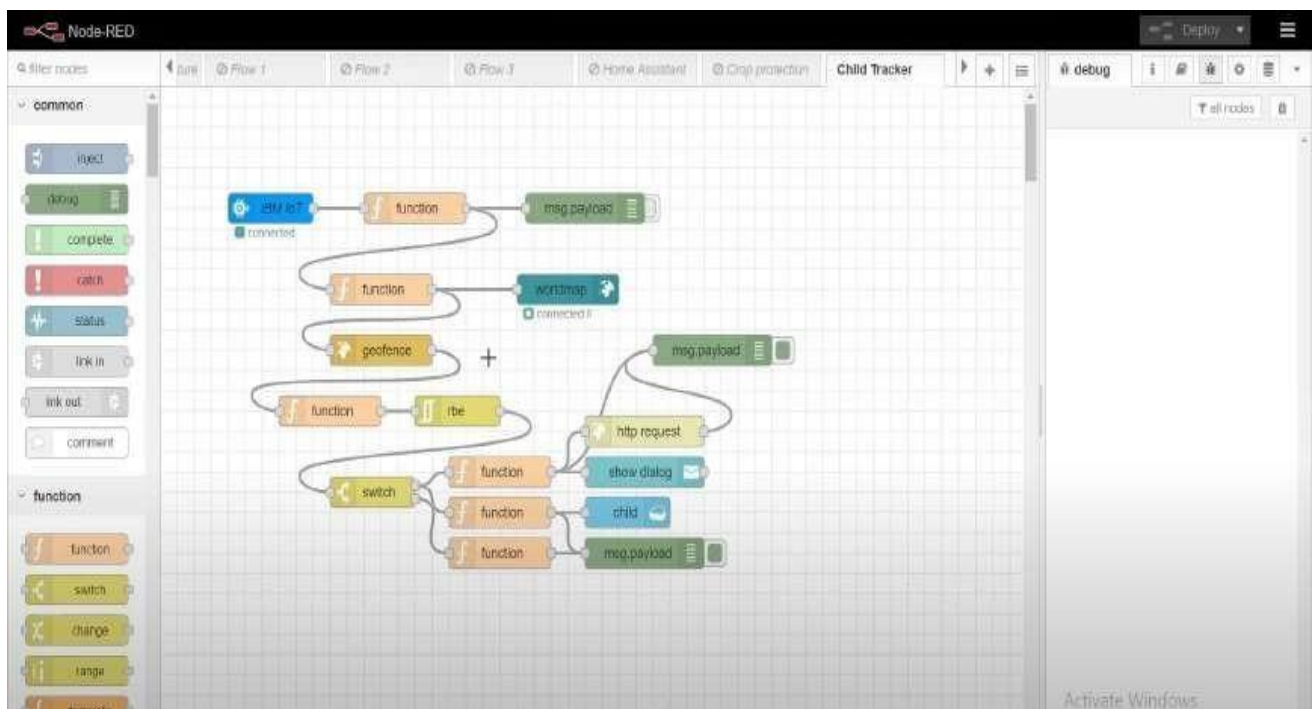 Node-RED
Deploy
filter nodes
Flow 1
Flow 2
Flow 3
Home Assistant
Crop protection
Child Tracker
debug
i
all nodes
common
inject
debug
complete
catch
status
link in
link out
comment
function
function
switch
change
range
IBM IoT
connected
function
msg.payload
function
worldmap
geofence
msg.payload
function
rbe
http request
switch
function
show dialog
function
child
function
msg.payload
Activate Windows